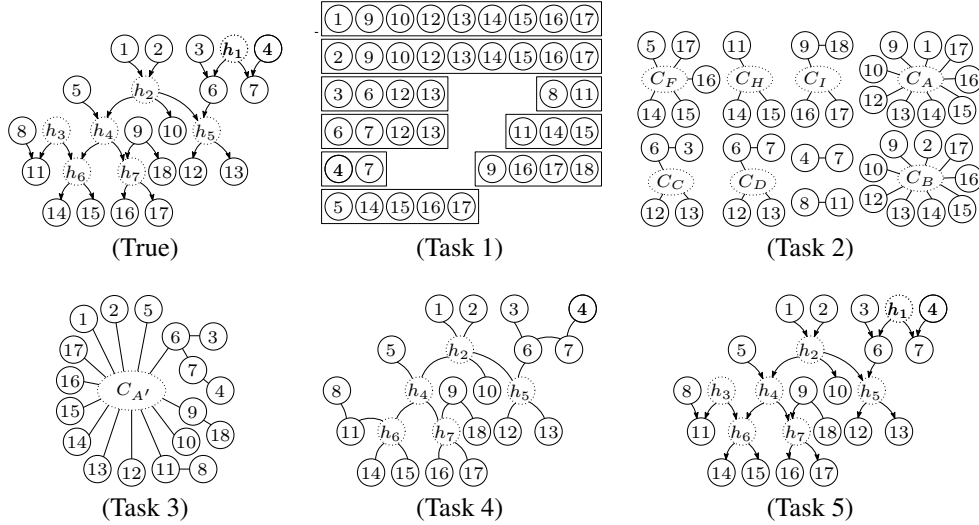 1 2 3 h₁ 4
5 h₂ 6 7
8 h₃ h₄ 9 10 h₅
11 h₆ h₇ 18 12 13
14 15 16 17
(True)
1 9 10 12 13 14 15 16 17
2 9 10 12 13 14 15 16 17
3 6 12 13 8 11
6 7 12 13 11 14 15
4 7 9 16 17 18
5 14 15 16 17
(Task 1)
5 17 11 9 18 9 1 17
C_F 16 C_H C_I 10 C_A 16
14 15 14 15 16 17 12 13 14 15
6 3 6 7 4 7 9 2 17
C_C C_D 10 C_B 16
12 13 12 13 8 11 12 13 14 15
(Task 2)
1 2 5
17 6 3
16 C_A′ 7 4
15 9
14 10 18
13 12 11 8
(Task 3)
1 2 3 4
5 h₂ 6 7
8 h₄ 9 10 h₅
11 h₆ h₇ 18 12 13
14 15 16 17
(Task 4)
1 2 3 h₁ 4
5 h₂ 6 7
8 h₃ h₄ 9 10 h₅
11 h₆ h₇ 18 12 13
14 15 16 17
(Task 5)